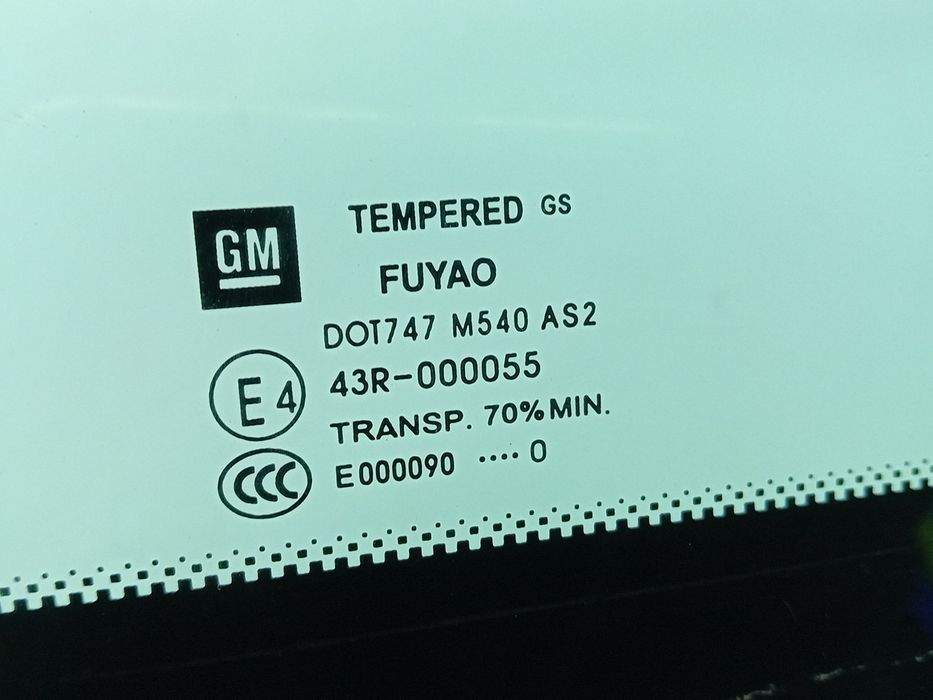 GM
TEMPERED GS
FUYAO
DOT747 M540 AS2
E4
43R-000055
TRANSP. 70%MIN.
CCC
E000090 ···· 0